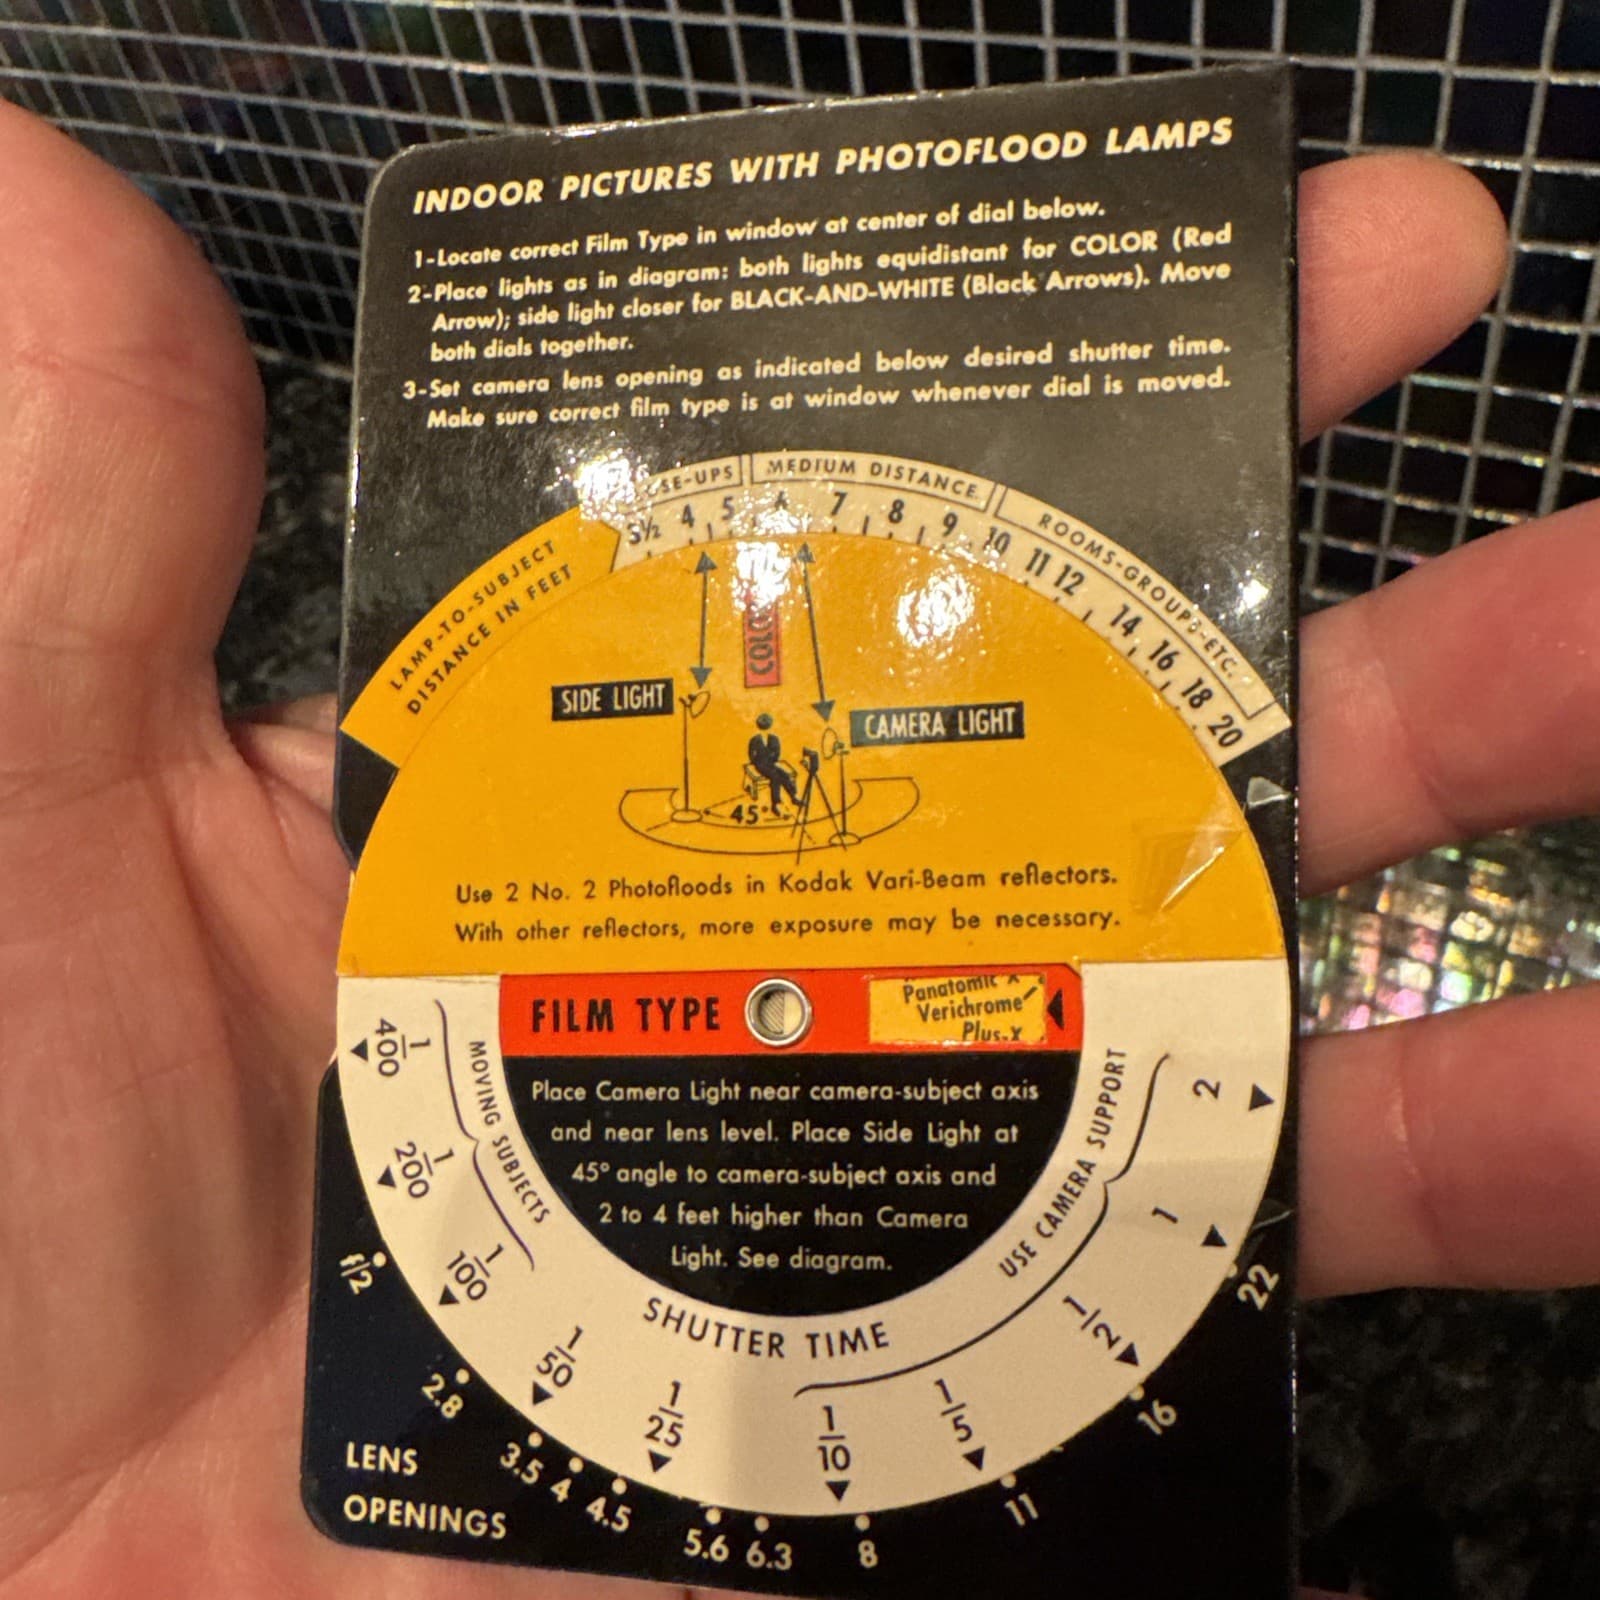 INDOOR PICTURES WITH PHOTOFLOOD LAMPS
1-Locate correct Film Type in window at center of dial below.
2-Place lights as in diagram: both lights equidistant for COLOR (Red
Arrow); side light closer for BLACK-AND-WHITE (Black Arrows). Move
both dials together.
3-Set camera lens opening as indicated below desired shutter time.
Make sure correct film type is at window whenever dial is moved.
SE-UPS MEDIUM DISTANCE ROOMS-GROUPS-ETC.
3½ 4 5 6 7 8 9 10 11 12 14 16 18 20
LAMP-TO-SUBJECT
DISTANCE IN FEET
COLO
SIDE LIGHT
CAMERA LIGHT
45°
Use 2 No. 2 Photofloods in Kodak Vari-Beam reflectors.
With other reflectors, more exposure may be necessary.
FILM TYPE
Panatomic-X
Verichrome
Plus-X
Place Camera Light near camera-subject axis
and near lens level. Place Side Light at
45° angle to camera-subject axis and
2 to 4 feet higher than Camera
Light. See diagram.
MOVING SUBJECTS
USE CAMERA SUPPORT
SHUTTER TIME
1/400 1/200 1/100 1/50 1/25 1/10 1/5 1/2 1 2
f/2 2.8 3.5 4 4.5 5.6 6.3 8 11 16 22
LENS
OPENINGS